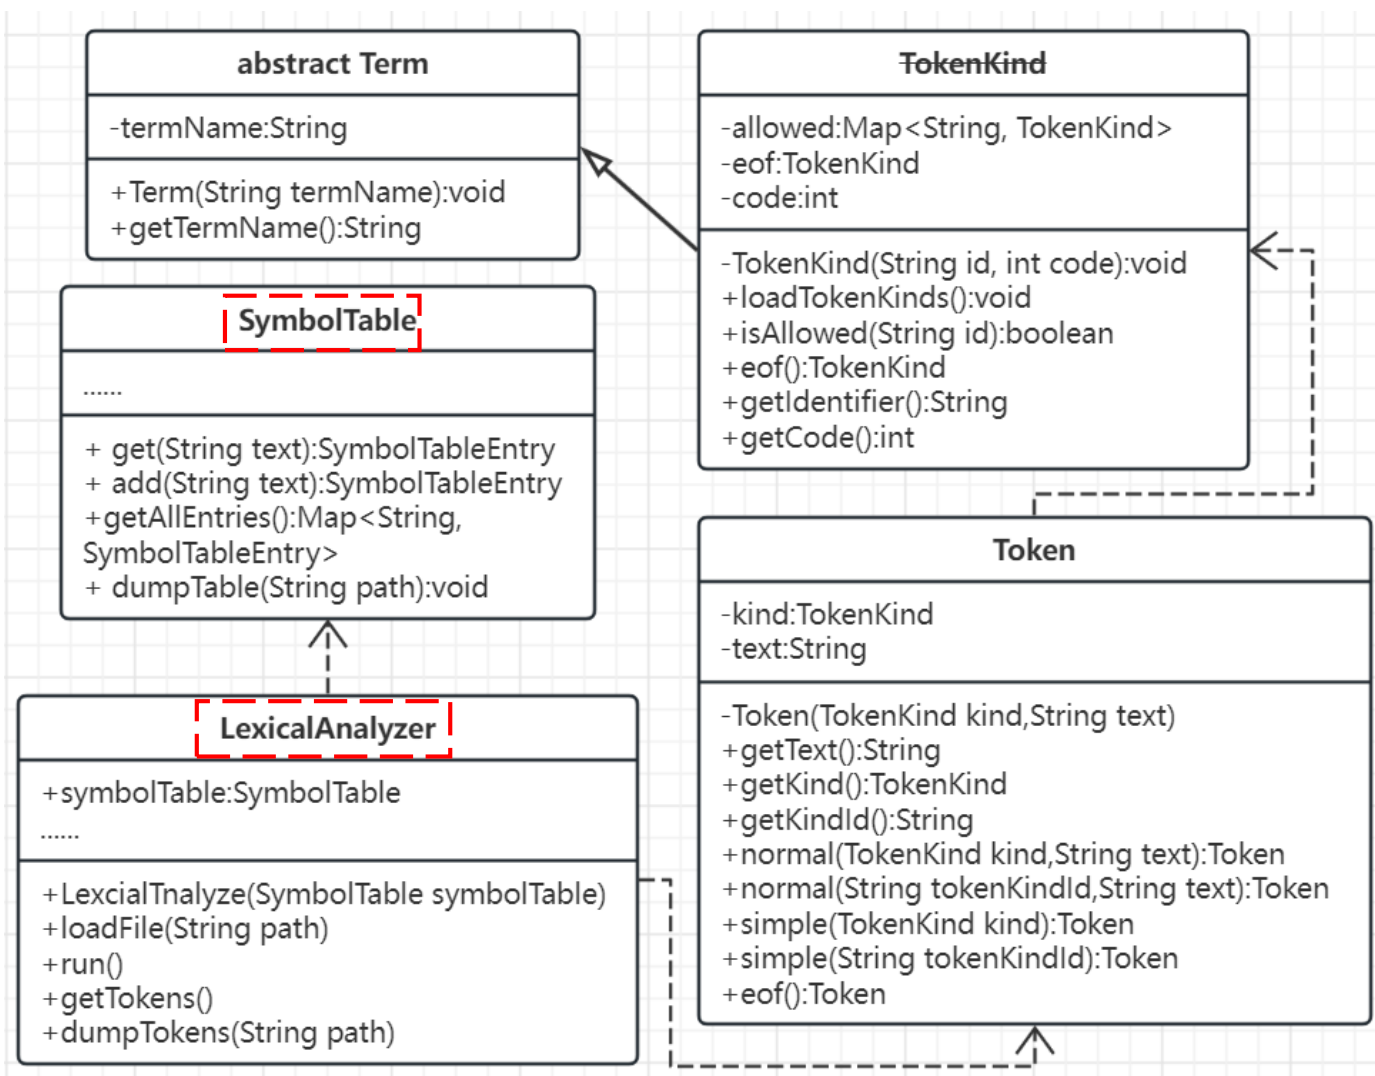 abstract Term
-termName:String
+Term(String termName):void
+getTermName():String
TokenKind
-allowed:Map<String, TokenKind>
-eof:TokenKind
-code:int
-TokenKind(String id, int code):void
+loadTokenKinds():void
+isAllowed(String id):boolean
+eof():TokenKind
+getIdentifier():String
+getCode():int
SymbolTable
......
+ get(String text):SymbolTableEntry
+ add(String text):SymbolTableEntry
+getAllEntries():Map<String,
SymbolTableEntry>
+ dumpTable(String path):void
Token
-kind:TokenKind
-text:String
-Token(TokenKind kind,String text)
+getText():String
+getKind():TokenKind
+getKindId():String
+normal(TokenKind kind,String text):Token
+normal(String tokenKindId,String text):Token
+simple(TokenKind kind):Token
+simple(String tokenKindId):Token
+eof():Token
LexicalAnalyzer
+symbolTable:SymbolTable
......
+LexcialTnalyze(SymbolTable symbolTable)
+loadFile(String path)
+run()
+getTokens()
+dumpTokens(String path)